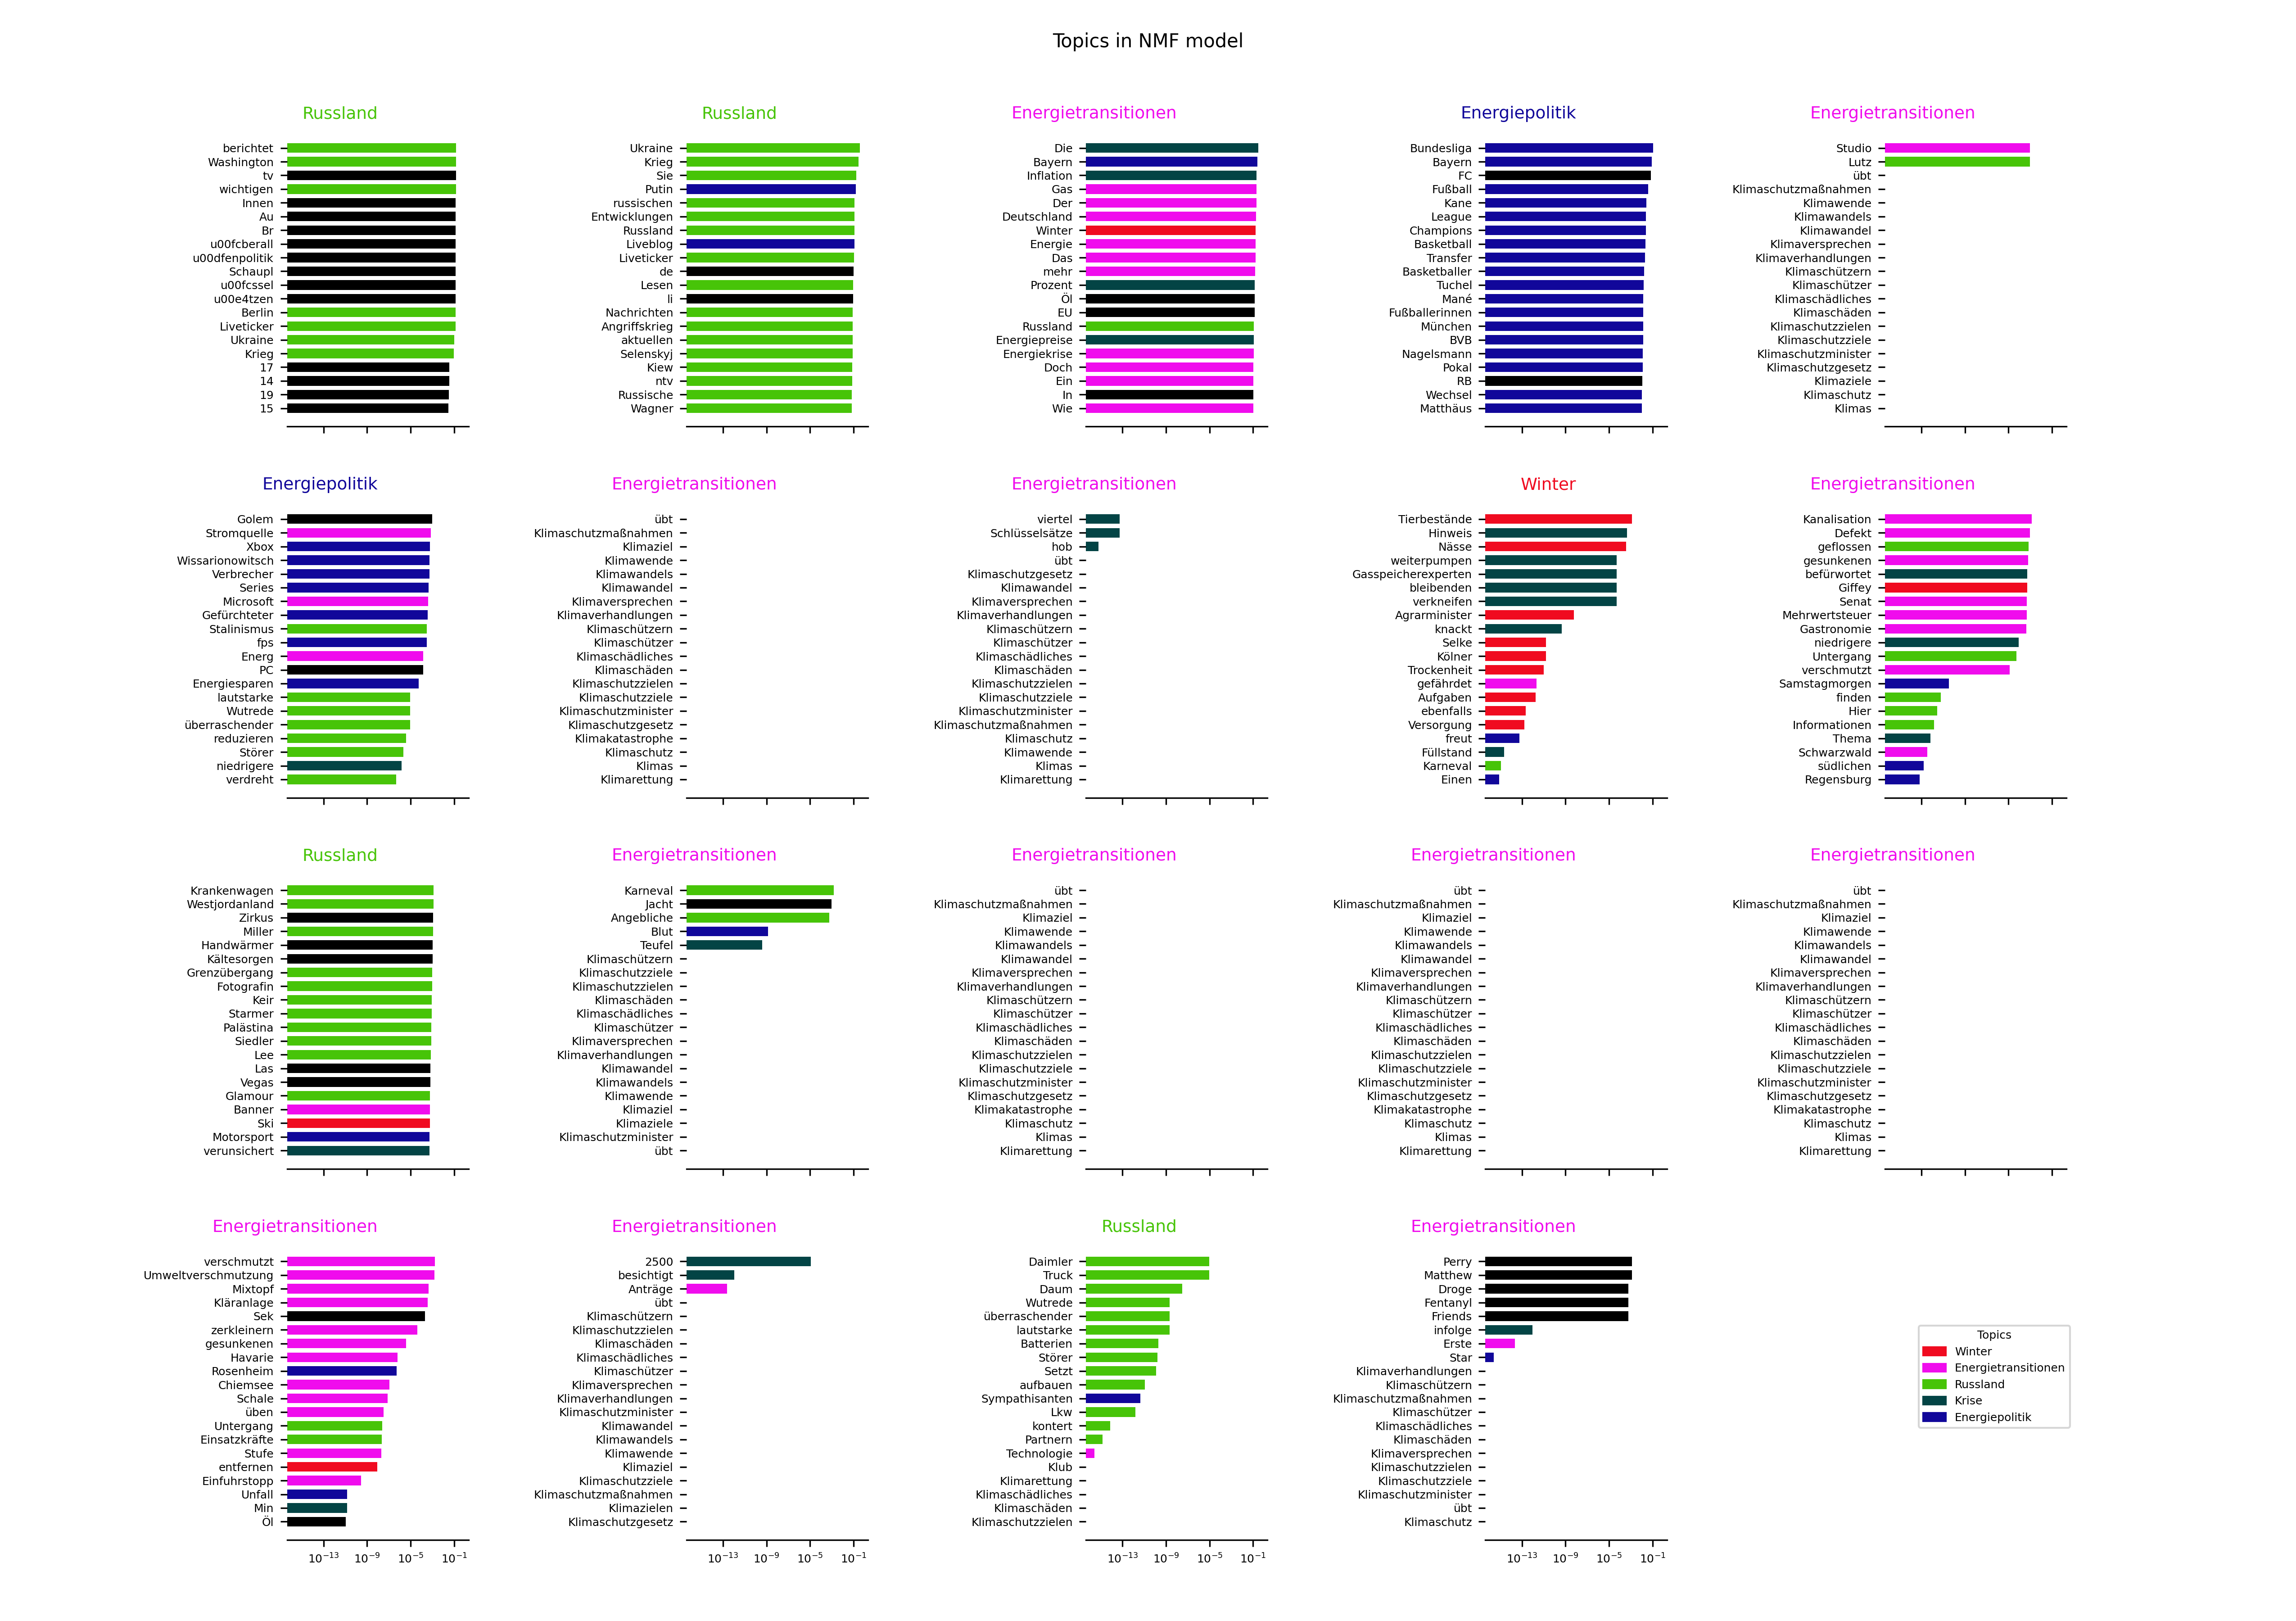 Topics in NMF model
Russland
berichtet
Washington
tv
wichtigen
Innen
Au
Br
u00fcberall
u00dfenpolitik
Schaupl
u00fcssel
u00e4tzen
Berlin
Liveticker
Ukraine
Krieg
17
14
19
15
Russland
Ukraine
Krieg
Sie
Putin
russischen
Entwicklungen
Russland
Liveblog
Liveticker
de
Lesen
li
Nachrichten
Angriffskrieg
aktuellen
Selenskyj
Kiew
ntv
Russische
Wagner
Energietransitionen
Die
Bayern
Inflation
Gas
Der
Deutschland
Winter
Energie
Das
mehr
Prozent
Öl
EU
Russland
Energiepreise
Energiekrise
Doch
Ein
In
Wie
Energiepolitik
Bundesliga
Bayern
FC
Fußball
Kane
League
Champions
Basketball
Transfer
Basketballer
Tuchel
Mané
Fußballerinnen
München
BVB
Nagelsmann
Pokal
RB
Wechsel
Matthäus
Energietransitionen
Studio
Lutz
übt
Klimaschutzmaßnahmen
Klimawende
Klimawandels
Klimawandel
Klimaversprechen
Klimaverhandlungen
Klimaschützern
Klimaschützer
Klimaschädliches
Klimaschäden
Klimaschutzzielen
Klimaschutzziele
Klimaschutzminister
Klimaschutzgesetz
Klimaziele
Klimaschutz
Klimas
Energiepolitik
Golem
Stromquelle
Xbox
Wissarionowitsch
Verbrecher
Series
Microsoft
Gefürchteter
Stalinismus
fps
Energ
PC
Energiesparen
lautstarke
Wutrede
überraschender
reduzieren
Störer
niedrigere
verdreht
Energietransitionen
übt
Klimaschutzmaßnahmen
Klimaziel
Klimawende
Klimawandels
Klimawandel
Klimaversprechen
Klimaverhandlungen
Klimaschützern
Klimaschützer
Klimaschädliches
Klimaschäden
Klimaschutzzielen
Klimaschutzziele
Klimaschutzminister
Klimaschutzgesetz
Klimakatastrophe
Klimaschutz
Klimas
Klimarettung
Energietransitionen
viertel
Schlüsselsätze
hob
übt
Klimaschutzgesetz
Klimawandel
Klimaversprechen
Klimaverhandlungen
Klimaschützern
Klimaschützer
Klimaschädliches
Klimaschäden
Klimaschutzzielen
Klimaschutzziele
Klimaschutzminister
Klimaschutzmaßnahmen
Klimaschutz
Klimawende
Klimas
Klimarettung
Winter
Tierbestände
Hinweis
Nässe
weiterpumpen
Gasspeicherexperten
bleibenden
verkneifen
Agrarminister
knackt
Selke
Kölner
Trockenheit
gefährdet
Aufgaben
ebenfalls
Versorgung
freut
Füllstand
Karneval
Einen
Energietransitionen
Kanalisation
Defekt
geflossen
gesunkenen
befürwortet
Giffey
Senat
Mehrwertsteuer
Gastronomie
niedrigere
Untergang
verschmutzt
Samstagmorgen
finden
Hier
Informationen
Thema
Schwarzwald
südlichen
Regensburg
Russland
Krankenwagen
Westjordanland
Zirkus
Miller
Handwärmer
Kältesorgen
Grenzübergang
Fotografin
Keir
Starmer
Palästina
Siedler
Lee
Las
Vegas
Glamour
Banner
Ski
Motorsport
verunsichert
Energietransitionen
Karneval
Jacht
Angebliche
Blut
Teufel
Klimaschützern
Klimaschutzziele
Klimaschutzzielen
Klimaschäden
Klimaschädliches
Klimaschützer
Klimaversprechen
Klimaverhandlungen
Klimawandel
Klimawandels
Klimawende
Klimaziel
Klimaziele
Klimaschutzminister
übt
Energietransitionen
übt
Klimaschutzmaßnahmen
Klimaziel
Klimawende
Klimawandels
Klimawandel
Klimaversprechen
Klimaverhandlungen
Klimaschützern
Klimaschützer
Klimaschädliches
Klimaschäden
Klimaschutzzielen
Klimaschutzziele
Klimaschutzminister
Klimaschutzgesetz
Klimakatastrophe
Klimaschutz
Klimas
Klimarettung
Energietransitionen
übt
Klimaschutzmaßnahmen
Klimaziel
Klimawende
Klimawandels
Klimawandel
Klimaversprechen
Klimaverhandlungen
Klimaschützern
Klimaschützer
Klimaschädliches
Klimaschäden
Klimaschutzzielen
Klimaschutzziele
Klimaschutzminister
Klimaschutzgesetz
Klimakatastrophe
Klimaschutz
Klimas
Klimarettung
Energietransitionen
übt
Klimaschutzmaßnahmen
Klimaziel
Klimawende
Klimawandels
Klimawandel
Klimaversprechen
Klimaverhandlungen
Klimaschützern
Klimaschützer
Klimaschädliches
Klimaschäden
Klimaschutzzielen
Klimaschutzziele
Klimaschutzminister
Klimaschutzgesetz
Klimakatastrophe
Klimaschutz
Klimas
Klimarettung
Energietransitionen
verschmutzt
Umweltverschmutzung
Mixtopf
Kläranlage
Sek
zerkleinern
gesunkenen
Havarie
Rosenheim
Chiemsee
Schale
üben
Untergang
Einsatzkräfte
Stufe
entfernen
Einfuhrstopp
Unfall
Min
Öl
10⁻¹³ 10⁻⁹ 10⁻⁵ 10⁻¹
Energietransitionen
2500
besichtigt
Anträge
übt
Klimaschützern
Klimaschutzzielen
Klimaschäden
Klimaschädliches
Klimaschützer
Klimaversprechen
Klimaverhandlungen
Klimaschutzminister
Klimawandel
Klimawandels
Klimawende
Klimaziel
Klimaschutzziele
Klimaschutzmaßnahmen
Klimazielen
Klimaschutzgesetz
10⁻¹³ 10⁻⁹ 10⁻⁵ 10⁻¹
Russland
Daimler
Truck
Daum
Wutrede
überraschender
lautstarke
Batterien
Störer
Setzt
aufbauen
Sympathisanten
Lkw
kontert
Partnern
Technologie
Klub
Klimarettung
Klimaschädliches
Klimaschäden
Klimaschutzzielen
10⁻¹³ 10⁻⁹ 10⁻⁵ 10⁻¹
Energietransitionen
Perry
Matthew
Droge
Fentanyl
Friends
infolge
Erste
Star
Klimaverhandlungen
Klimaschützern
Klimaschutzmaßnahmen
Klimaschützer
Klimaschädliches
Klimaschäden
Klimaversprechen
Klimaschutzzielen
Klimaschutzziele
Klimaschutzminister
übt
Klimaschutz
10⁻¹³ 10⁻⁹ 10⁻⁵ 10⁻¹
Topics
Winter
Energietransitionen
Russland
Krise
Energiepolitik